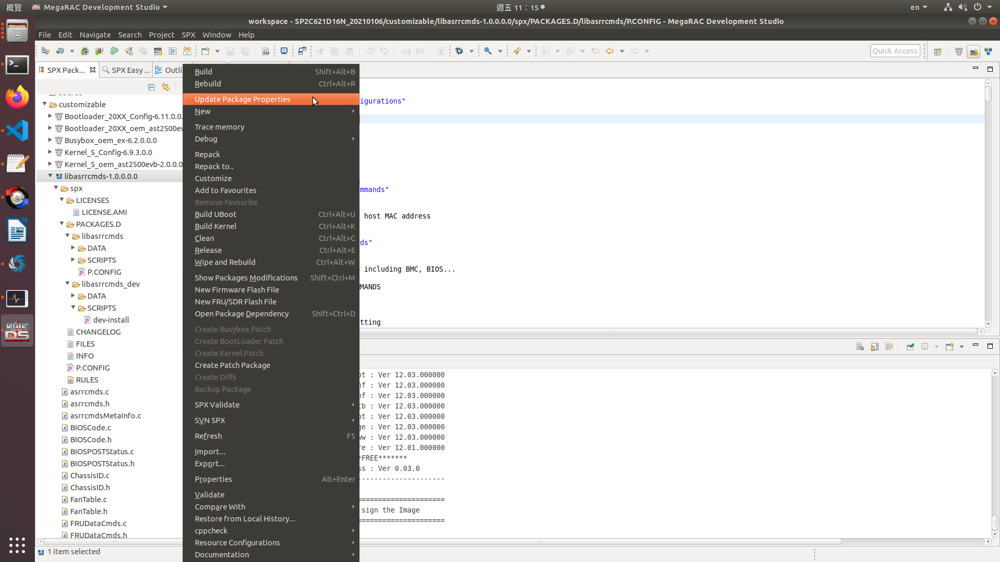 概覽
MegaRAC Development Studio
週五 11：15
en
workspace - SP2C621D16N_20210106/customizable/libasrrcmds-1.0.0.0.0/spx/PACKAGES.D/libasrrcmds/P.CONFIG - MegaRAC Development Studio
File Edit Navigate Search Project SPX Window Help
Quick Access
SPX Pack...
SPX Easy ...
Outli
customizable
Bootloader_20XX_Config-6.11.0.0.
Bootloader_20XX_oem_ast2500ev
Busybox_oem_ex-6.2.0.0.0
Kernel_5_Config-6.9.3.0.0
Kernel_5_oem_ast2500evb-2.0.0.0
libasrrcmds-1.0.0.0.0
spx
LICENSES
LICENSE.AMI
PACKAGES.D
libasrrcmds
DATA
SCRIPTS
P.CONFIG
libasrrcmds_dev
DATA
SCRIPTS
dev-install
CHANGELOG
FILES
INFO
P.CONFIG
RULES
asrrcmds.c
asrrcmds.h
asrrcmdsMetaInfo.c
BIOSCode.c
BIOSCode.h
BIOSPOSTStatus.c
BIOSPOSTStatus.h
ChassisID.c
ChassisID.h
FanTable.c
FanTable.h
FRUDataCmds.c
FRUDataCmds.h
1 item selected
Build Shift+Alt+B
Rebuild Ctrl+Alt+R
Update Package Properties
New
Trace memory
Debug
Repack
Repack to..
Customize
Add to Favourites
Remove Favourite
Build UBoot Ctrl+Alt+U
Build Kernel Ctrl+Alt+K
Clean Ctrl+Alt+C
Release Ctrl+Alt+E
Wipe and Rebuild Ctrl+Alt+W
Show Packages Modifications Shift+Ctrl+M
New Firmware Flash File
New FRU/SDR Flash File
Open Package Dependency Shift+Ctrl+D
Create Busybox Patch
Create BootLoader Patch
Create Kernel Patch
Create Patch Package
Create Diffs
Backup Package
SPX Validate
SVN SPX
Refresh F5
Import...
Export...
Properties Alt+Enter
Validate
Compare With
Restore from Local History...
cppcheck
Resource Configurations
Documentation
igurations"
mmands"
host MAC address
ds"
including BMC, BIOS...
MANDS
tting
ot : Ver 12.03.000000
nf : Ver 12.03.000000
nf : Ver 12.03.000000
tb : Ver 12.03.000000
ot : Ver 12.03.000000
ge : Ver 12.03.000000
ww : Ver 12.03.000000
re : Ver 12.01.000000
*FREE*******
ss : Ver 0.03.0
---------------------
=====================
sign the Image
=====================
MEGARAC
DS